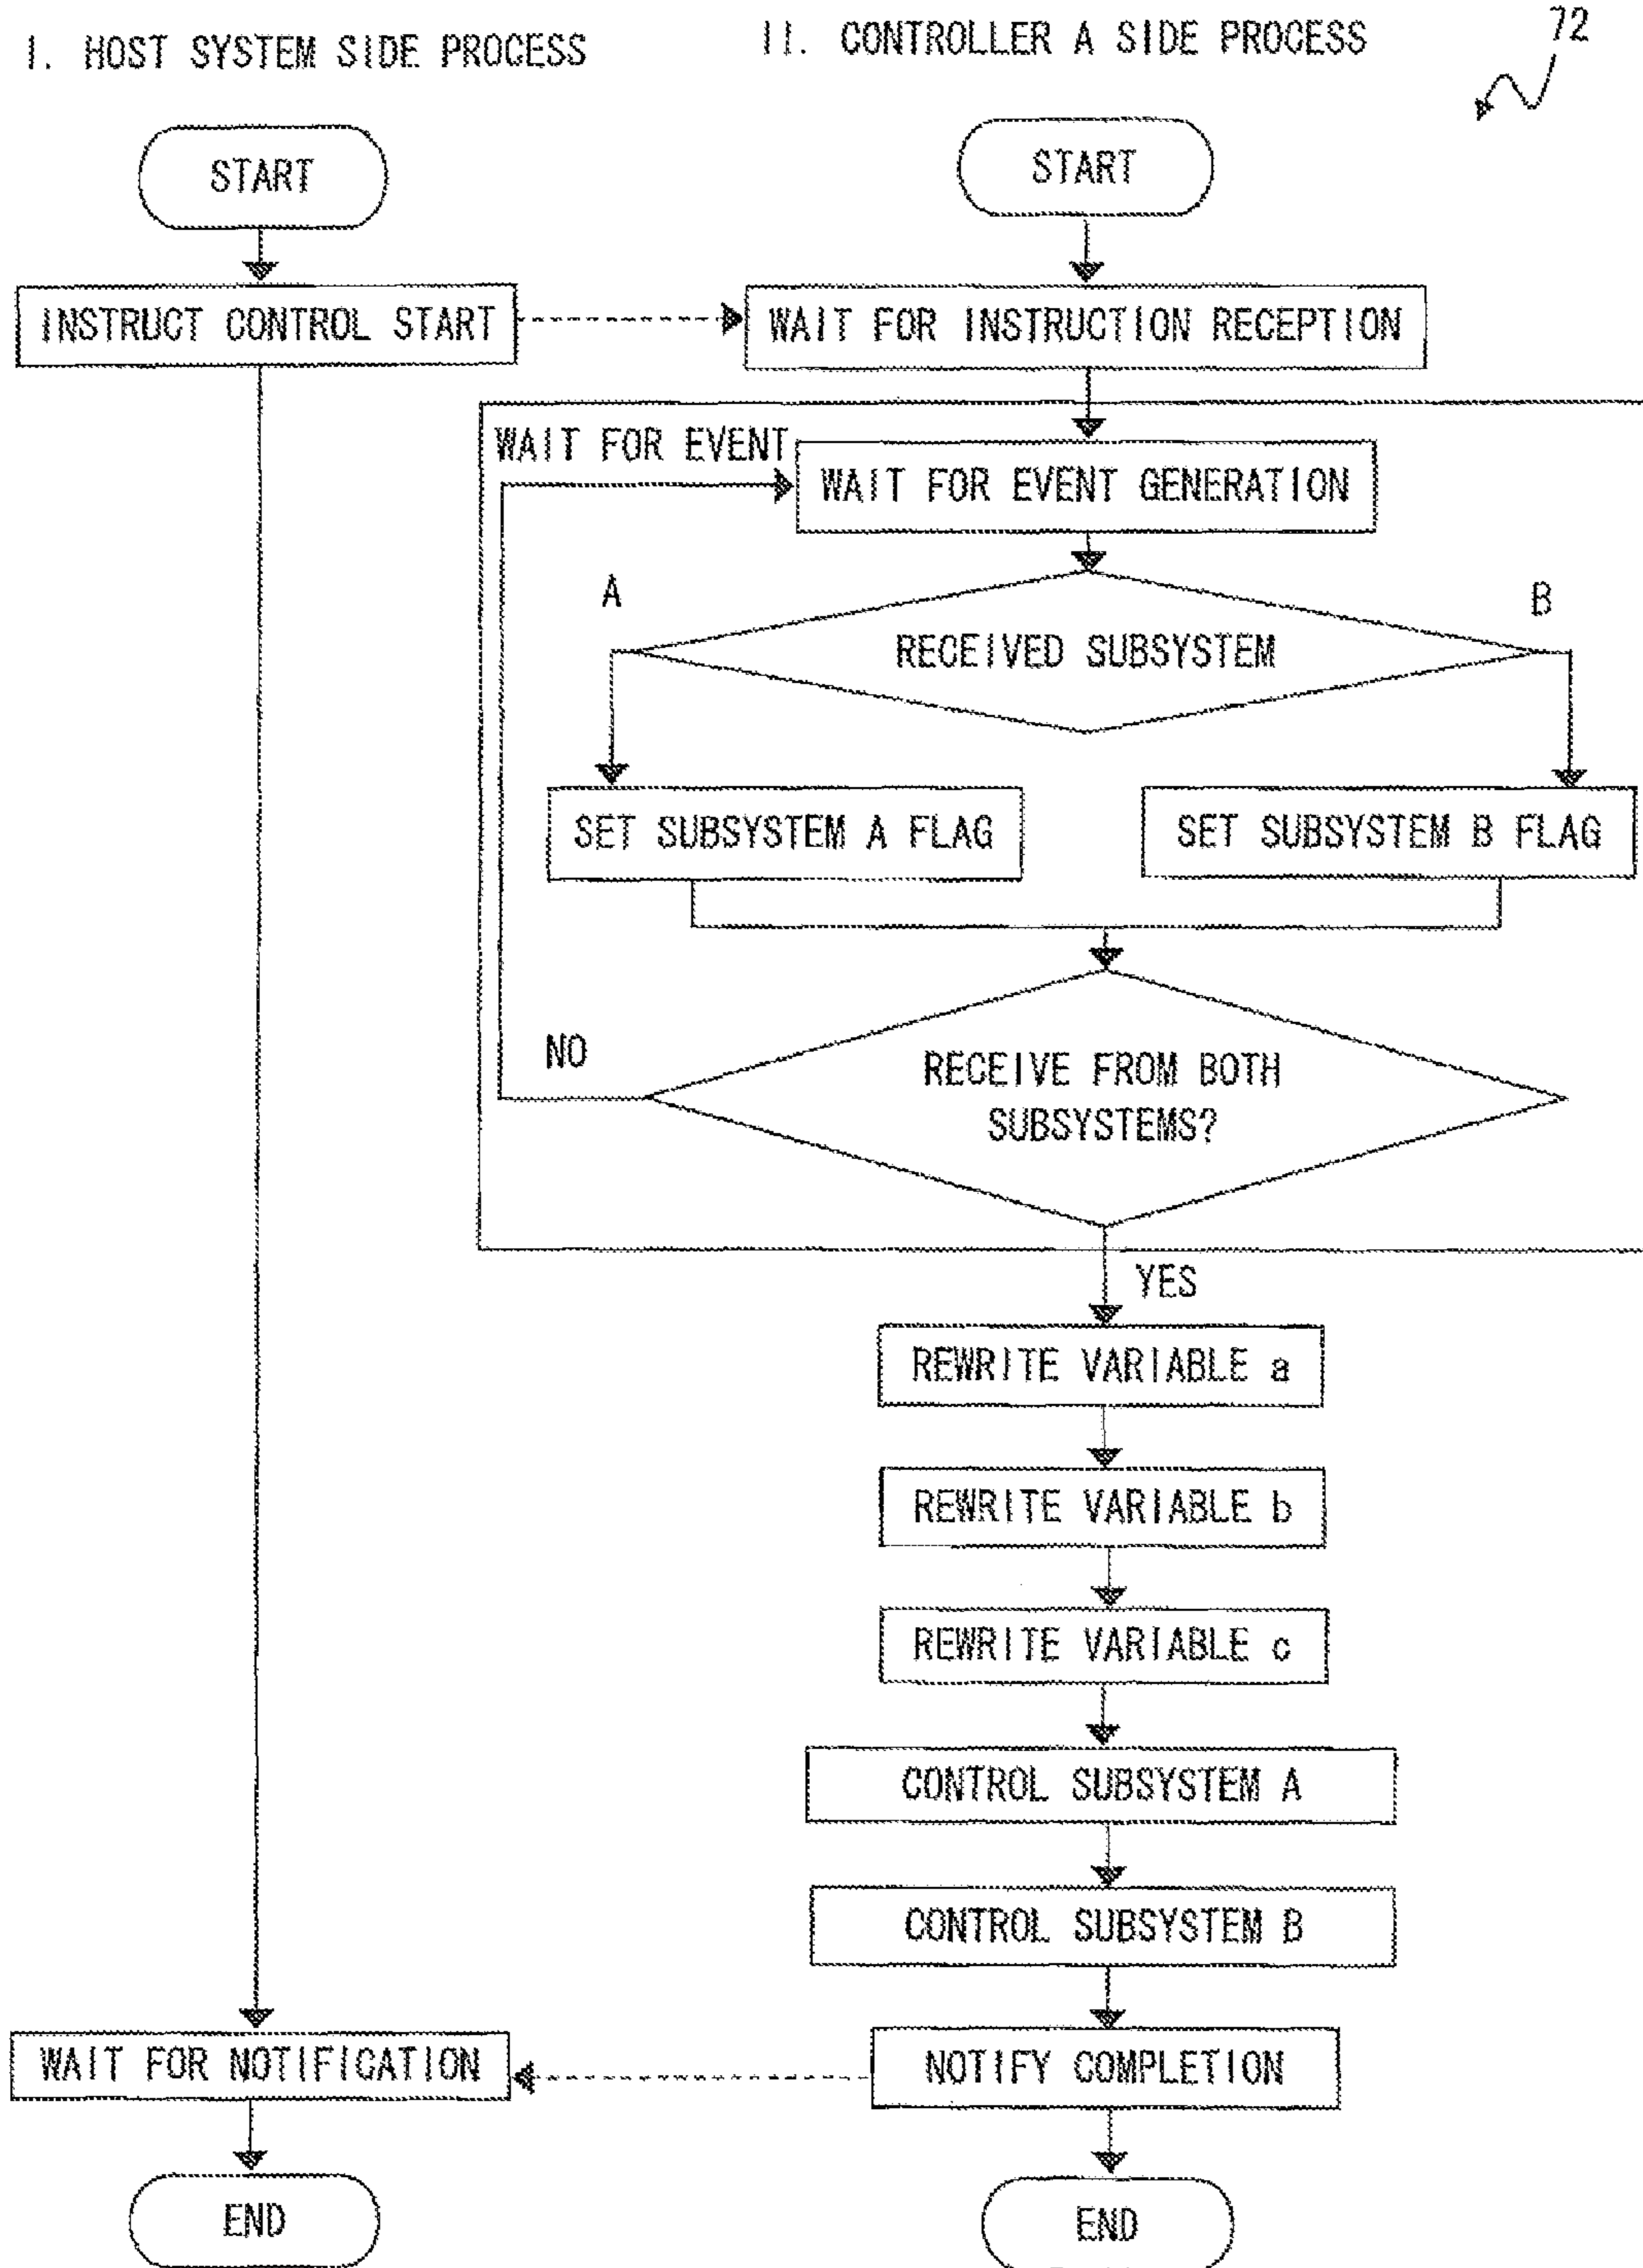 I. HOST SYSTEM SIDE PROCESS
II. CONTROLLER A SIDE PROCESS
72
START
START
INSTRUCT CONTROL START
WAIT FOR INSTRUCTION RECEPTION
WAIT FOR EVENT
WAIT FOR EVENT GENERATION
A
B
RECEIVED SUBSYSTEM
SET SUBSYSTEM A FLAG
SET SUBSYSTEM B FLAG
NO
RECEIVE FROM BOTH
SUBSYSTEMS?
YES
REWRITE VARIABLE a
REWRITE VARIABLE b
REWRITE VARIABLE c
CONTROL SUBSYSTEM A
CONTROL SUBSYSTEM B
WAIT FOR NOTIFICATION
NOTIFY COMPLETION
END
END